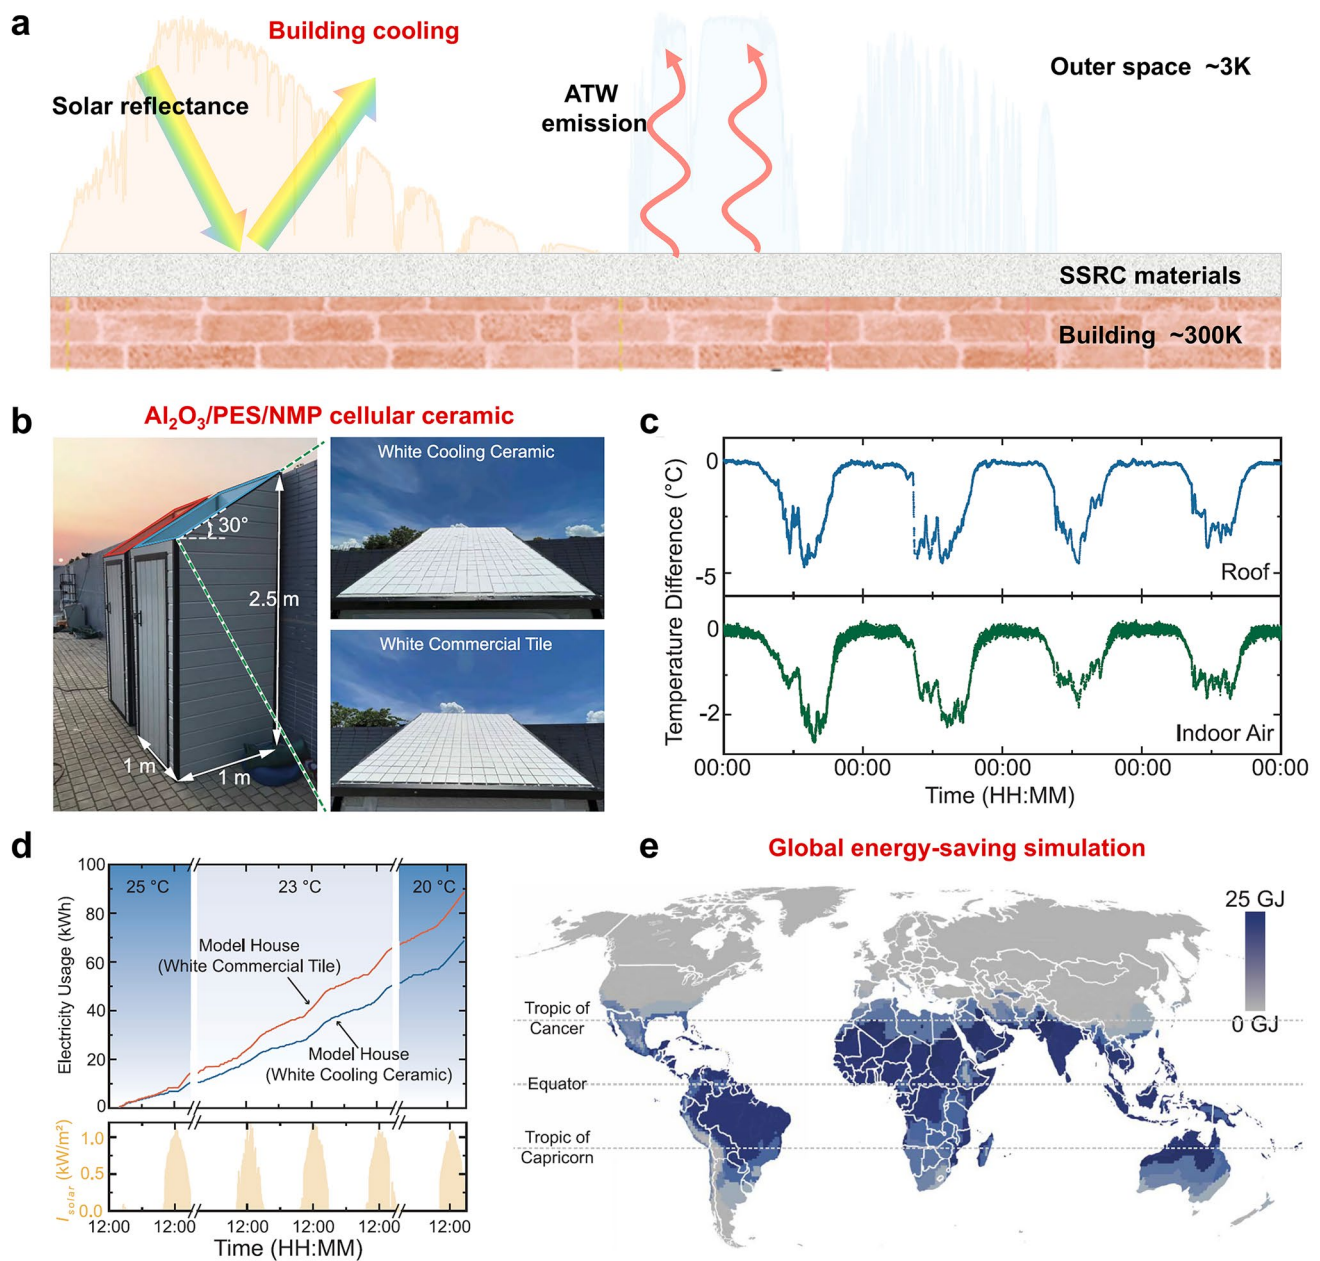 a
Building cooling
Solar reflectance
ATW
emission
Outer space ~3K
SSRC materials
Building ~300K
b
Al₂O₃/PES/NMP cellular ceramic
30°
2.5 m
1 m
1 m
White Cooling Ceramic
White Commercial Tile
c
Temperature Difference (°C)
0
-5
Roof
0
-2
Indoor Air
00:00 00:00 00:00 00:00 00:00
Time (HH:MM)
d
Electricity Usage (kWh)
100
80
60
40
20
0
25 °C
23 °C
20 °C
Model House
(White Commercial Tile)
Model House
(White Cooling Ceramic)
I solar (kW/m²)
1.0
0.5
0.0
12:00 12:00 12:00 12:00 12:00 12:00
Time (HH:MM)
e
Global energy-saving simulation
25 GJ
0 GJ
Tropic of
Cancer
Equator
Tropic of
Capricorn